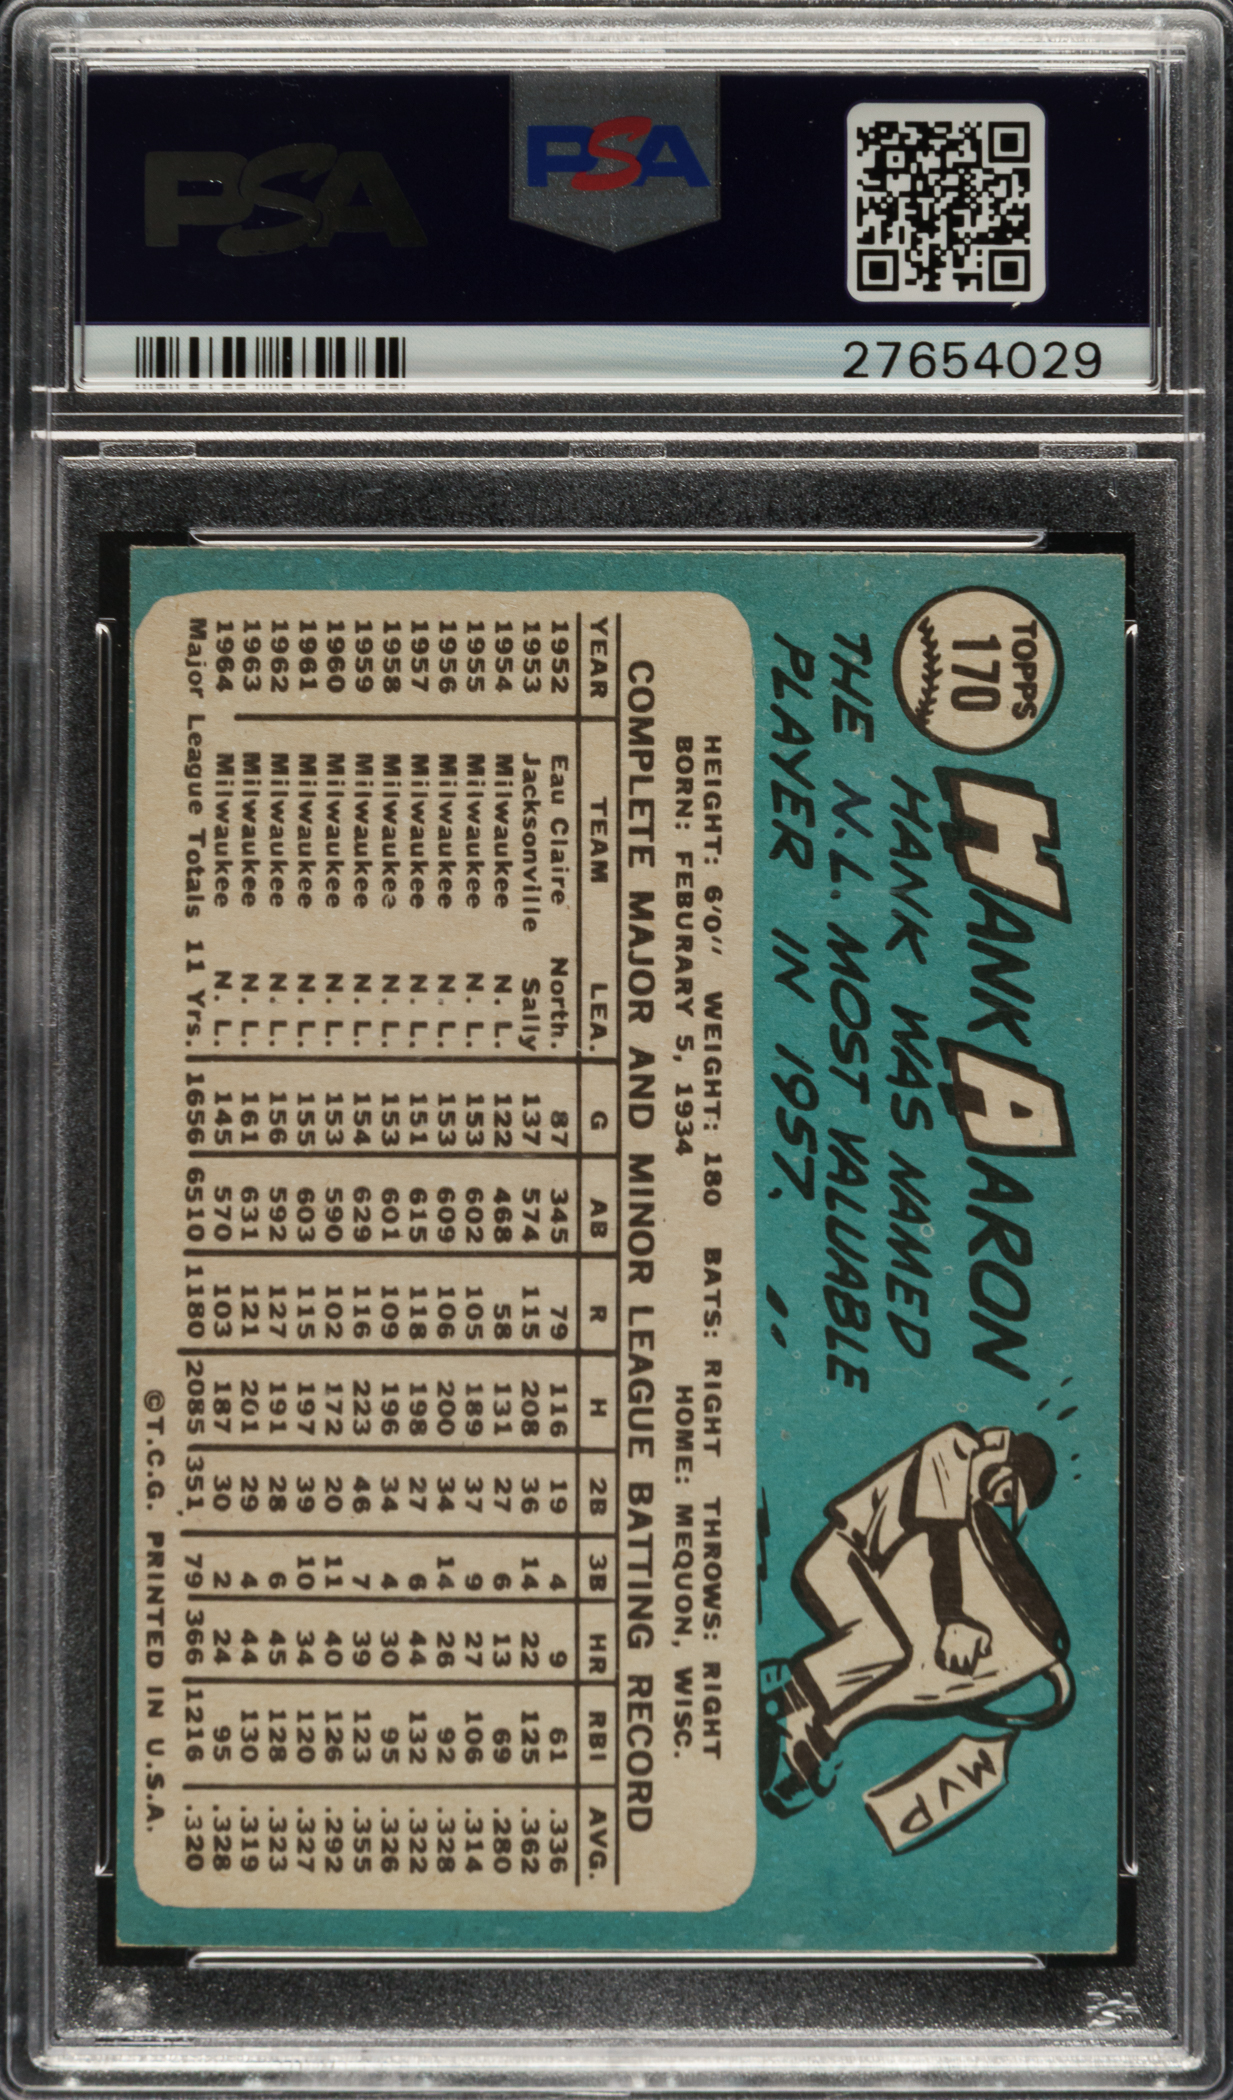 PSA
PSA
27654029
TOPPS
170
HANK AARON
HANK WAS NAMED
THE N.L. MOST VALUABLE
PLAYER IN 1957.
MVP
HEIGHT: 6'0" WEIGHT: 180 BATS: RIGHT THROWS: RIGHT
BORN: FEBURARY 5, 1934 HOME: MEQUON, WISC.
COMPLETE MAJOR AND MINOR LEAGUE BATTING RECORD
YEAR TEAM LEA. G AB R H 2B 3B HR RBI AVG.
1952 Eau Claire North. 87 345 79 116 19 4 9 61 .336
1953 Jacksonville Sally 137 574 115 208 36 14 22 125 .362
1954 Milwaukee N. L. 122 468 58 131 27 6 13 69 .280
1955 Milwaukee N. L. 153 602 105 189 37 9 27 106 .314
1956 Milwaukee N. L. 153 609 106 200 34 14 26 92 .328
1957 Milwaukee N. L. 151 615 118 198 27 6 44 132 .322
1958 Milwaukee N. L. 153 601 109 196 34 4 30 95 .326
1959 Milwaukee N. L. 154 629 116 223 46 7 39 123 .355
1960 Milwaukee N. L. 153 590 102 172 20 11 40 126 .292
1961 Milwaukee N. L. 155 603 115 197 39 10 34 120 .327
1962 Milwaukee N. L. 156 592 127 191 28 6 45 128 .323
1963 Milwaukee N. L. 161 631 121 201 29 4 44 130 .319
1964 Milwaukee N. L. 145 570 103 187 30 2 24 95 .328
Major League Totals 11 Yrs. 1656 6510 1180 2085 351 79 366 1216 .320
©T.C.G. PRINTED IN U.S.A.
PSA